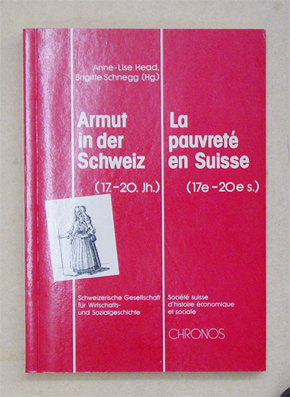 Anne-Lise Head,
Brigitte Schnegg (Hg.)
Armut
in der
Schweiz
(17.-20. Jh.)
La
pauvreté
en Suisse
(17e-20e s.)
Schweizerische Gesellschaft
für Wirtschafts-
und Sozialgeschichte
Société suisse
d'histoire économique
et sociale
CHRONOS